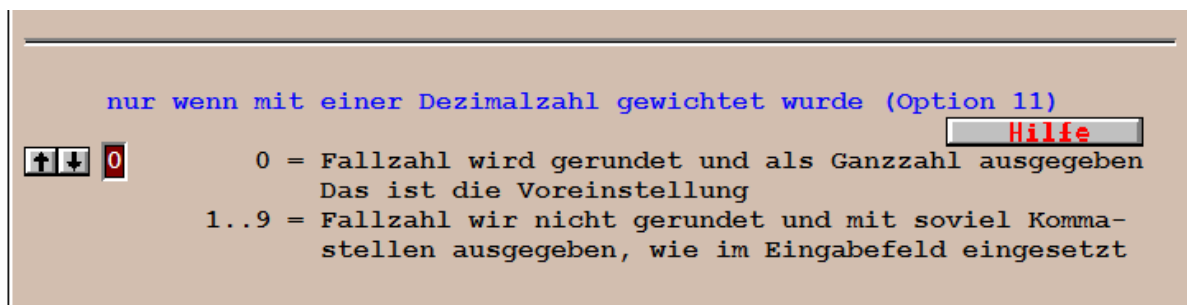 nur wenn mit einer Dezimalzahl gewichtet wurde (Option 11)
Hilfe
0 0 = Fallzahl wird gerundet und als Ganzzahl ausgegeben
Das ist die Voreinstellung
1..9 = Fallzahl wir nicht gerundet und mit soviel Komma-
stellen ausgegeben, wie im Eingabefeld eingesetzt